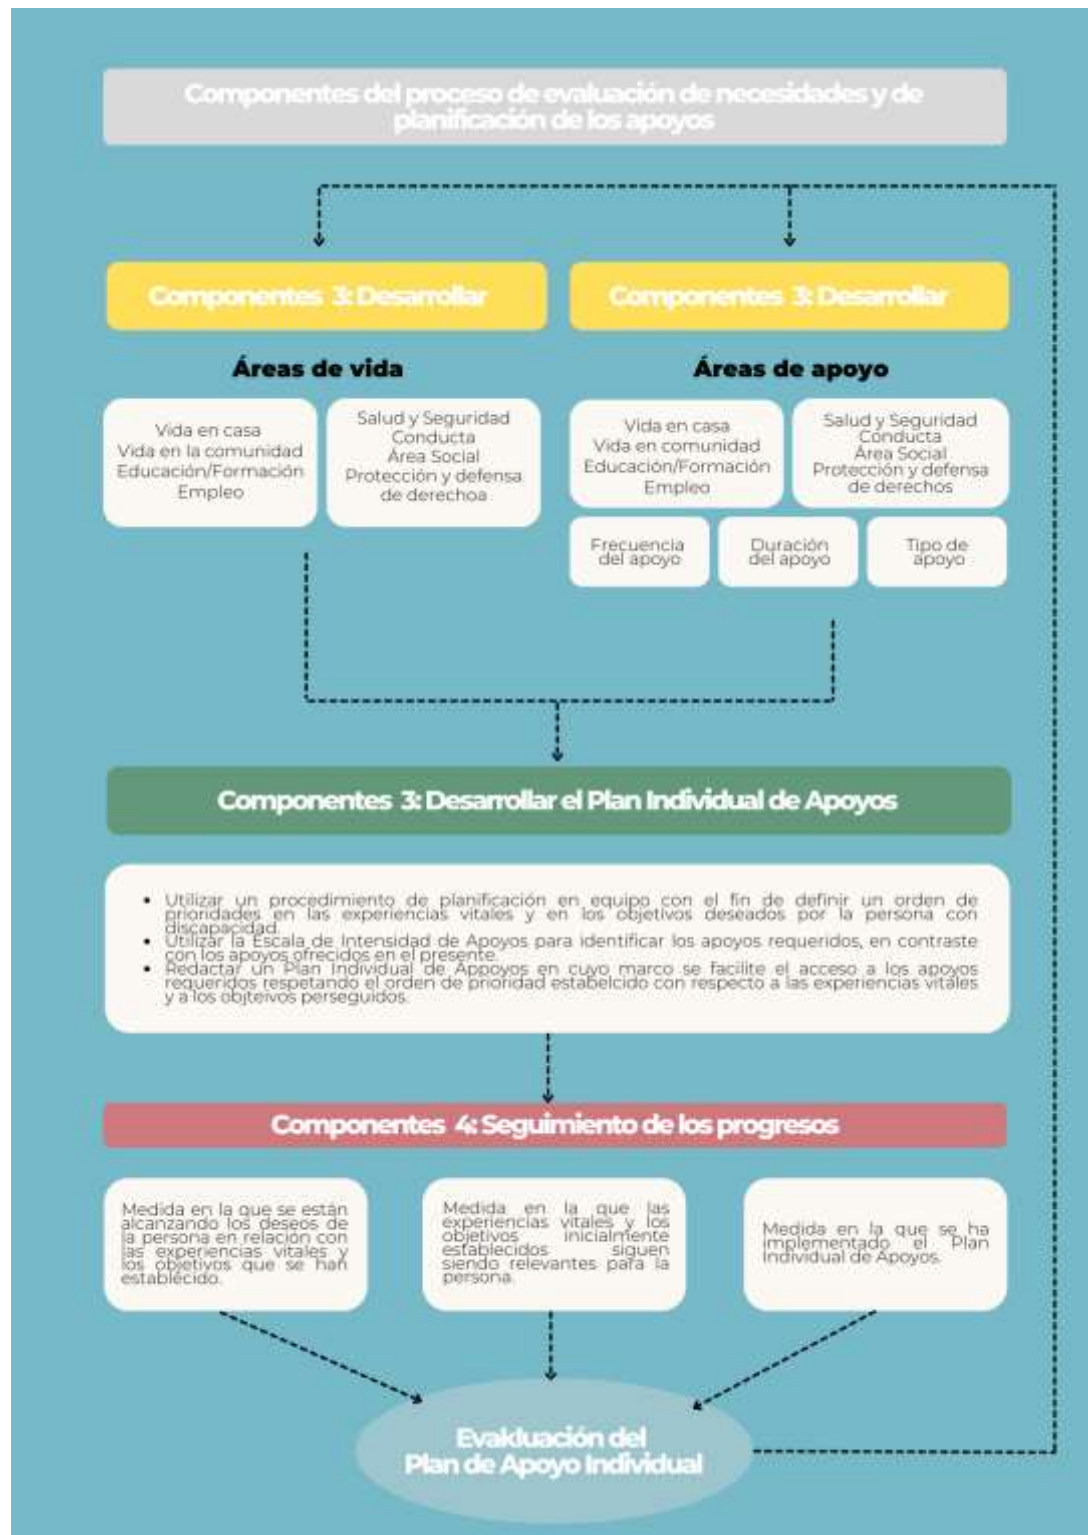 Componentes del proceso de evaluación de necesidades y de
planificación de los apoyos
Componentes 3: Desarrollar
Componentes 3: Desarrollar
Áreas de vida
Áreas de apoyo
Vida en casa
Vida en la comunidad
Educación/Formación
Empleo
Salud y Seguridad
Conducta
Área Social
Protección y defensa
de derechoa
Vida en casa
Vida en comunidad
Educación/Formación
Empleo
Salud y Seguridad
Conducta
Área Social
Protección y defensa
de derechos
Frecuencia
del apoyo
Duración
del apoyo
Tipo de
apoyo
Componentes 3: Desarrollar el Plan Individual de Apoyos
• Utilizar un procedimiento de planificación en equipo con el fin de definir un orden de
prioridades en las experiencias vitales y en los objetivos deseados por la persona con
discapacidad.
• Utilizar la Escala de Intensidad de Apoyos para identificar los apoyos requeridos, en contraste
con los apoyos ofrecidos en el presente.
• Redactar un Plan Individual de Appoyos en cuyo marco se facilite el acceso a los apoyos
requeridos respetando el orden de prioridad estabelcido con respecto a las experiencias vitales
y a los objteivos perseguidos.
Componentes 4: Seguimiento de los progresos
Medida en la que se están
alcanzando los deseos de
la persona en relación con
las experiencias vitales y
los objetivos que se han
establecido.
Medida en la que las
experiencias vitales y los
objetivos inicialmente
establecidos siguen
siendo relevantes para la
persona.
Medida en la que se ha
implementado el Plan
Individual de Apoyos.
Evakluación del
Plan de Apoyo Individual